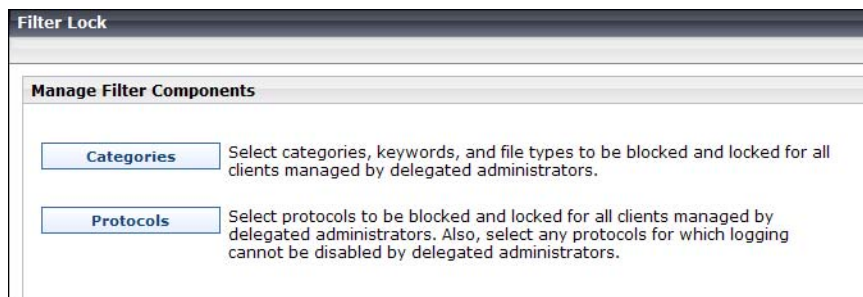 Filter Lock
Manage Filter Components
Categories
Select categories, keywords, and file types to be blocked and locked for all
clients managed by delegated administrators.
Protocols
Select protocols to be blocked and locked for all clients managed by
delegated administrators. Also, select any protocols for which logging
cannot be disabled by delegated administrators.